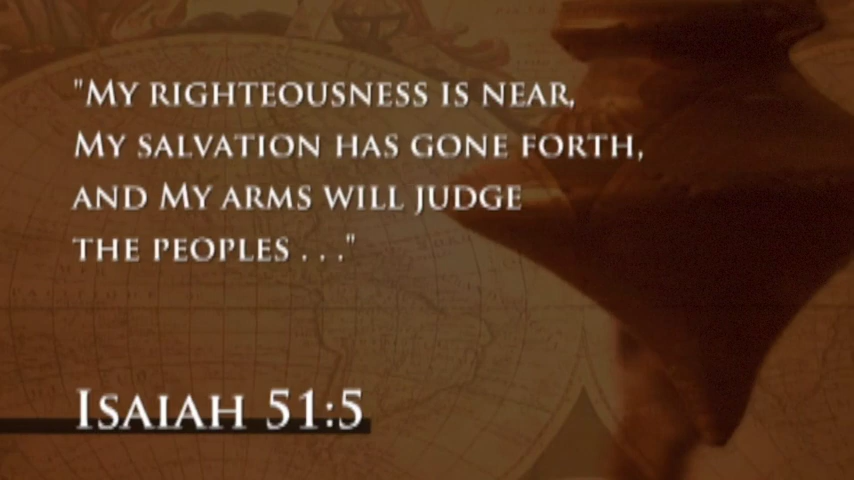 "My righteousness is near,
My salvation has gone forth,
and My arms will judge
the peoples . . ."
Isaiah 51:5